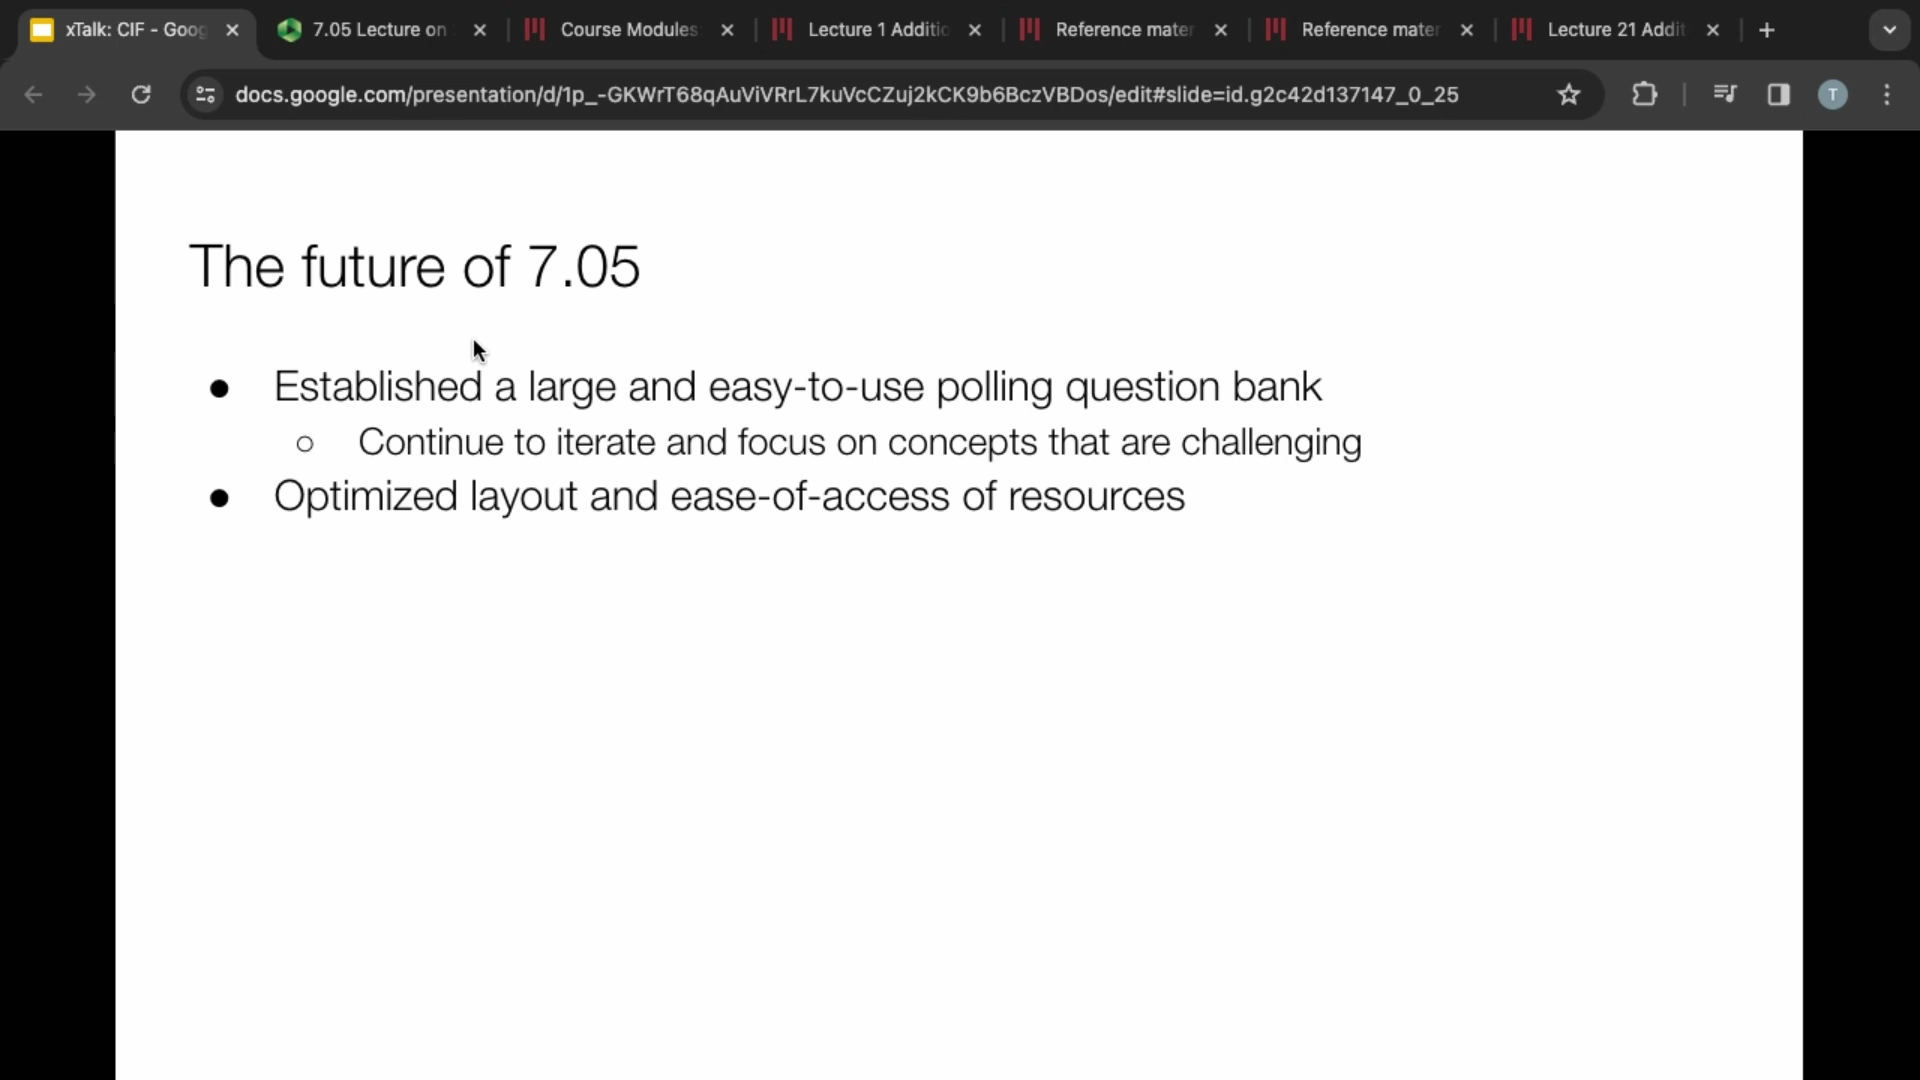 xTalk: CIF - Goog
7.05 Lecture on
Course Modules
Lecture 1 Additio
Reference mater
Reference mater
Lecture 21 Addit
docs.google.com/presentation/d/1p_-GKWrT68qAuViVRrL7kuVcCZuj2kCK9b6BczVBDos/edit#slide=id.g2c42d137147_0_25
T
The future of 7.05
● Established a large and easy-to-use polling question bank
○ Continue to iterate and focus on concepts that are challenging
● Optimized layout and ease-of-access of resources